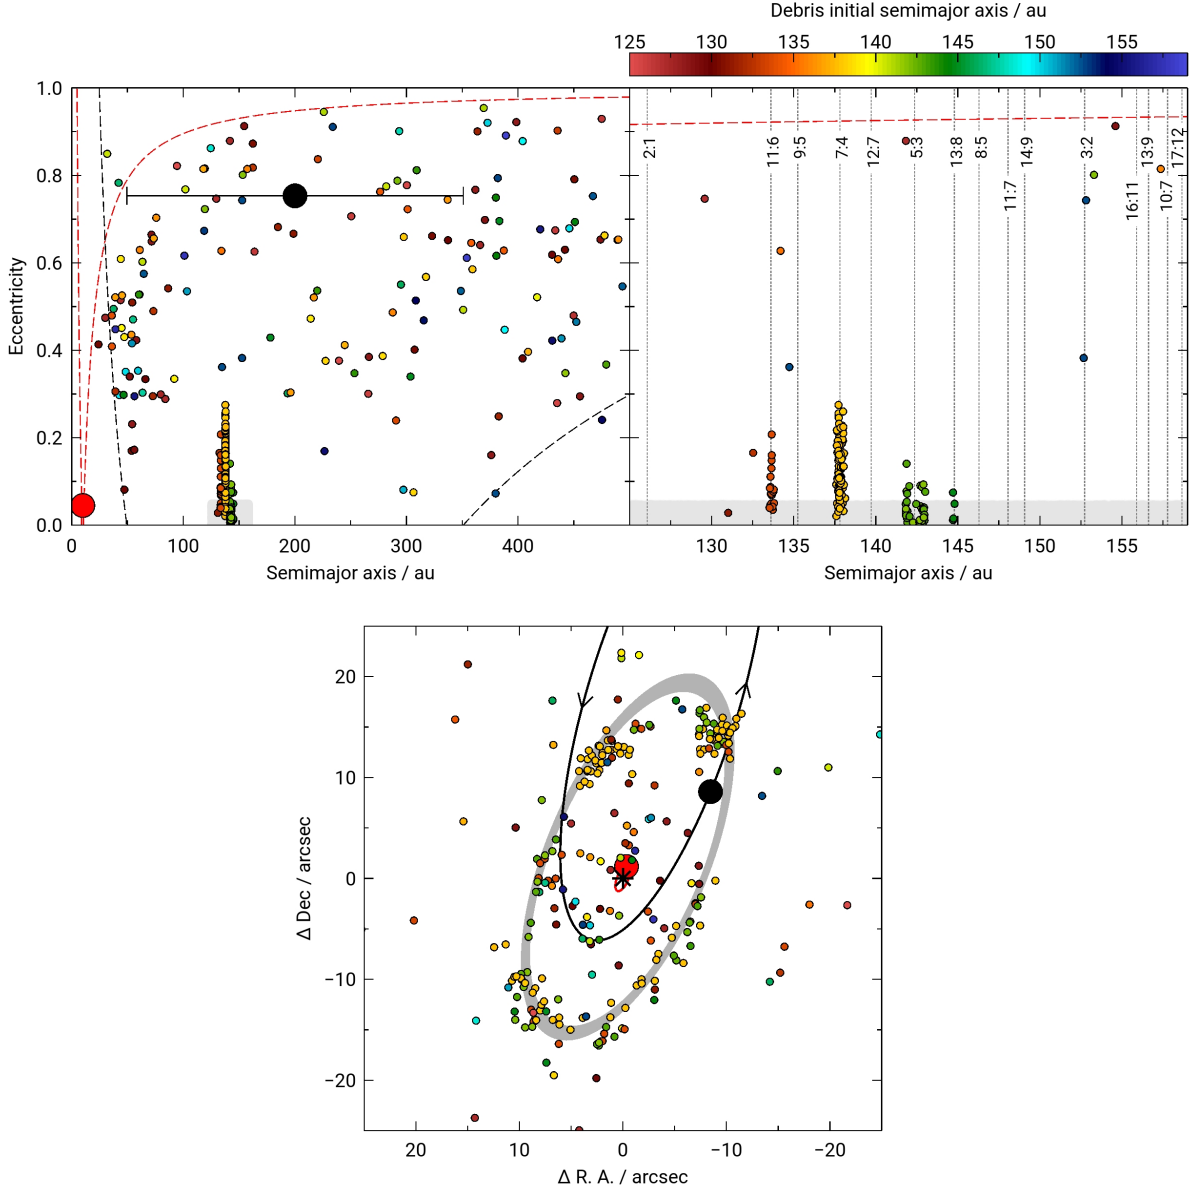 Debris initial semimajor axis / au
125 130 135 140 145 150 155
1.0
0.8
0.6
0.4
0.2
0.0
Eccentricity
0 100 200 300 400
Semimajor axis / au
2:1 11:6 9:5 7:4 12:7 5:3 13:8 8:5 11:7 14:9 3:2 16:11 13:9 10:7 17:12
130 135 140 145 150 155
Semimajor axis / au
20
10
0
−10
−20
Δ Dec / arcsec
20 10 0 −10 −20
Δ R. A. / arcsec